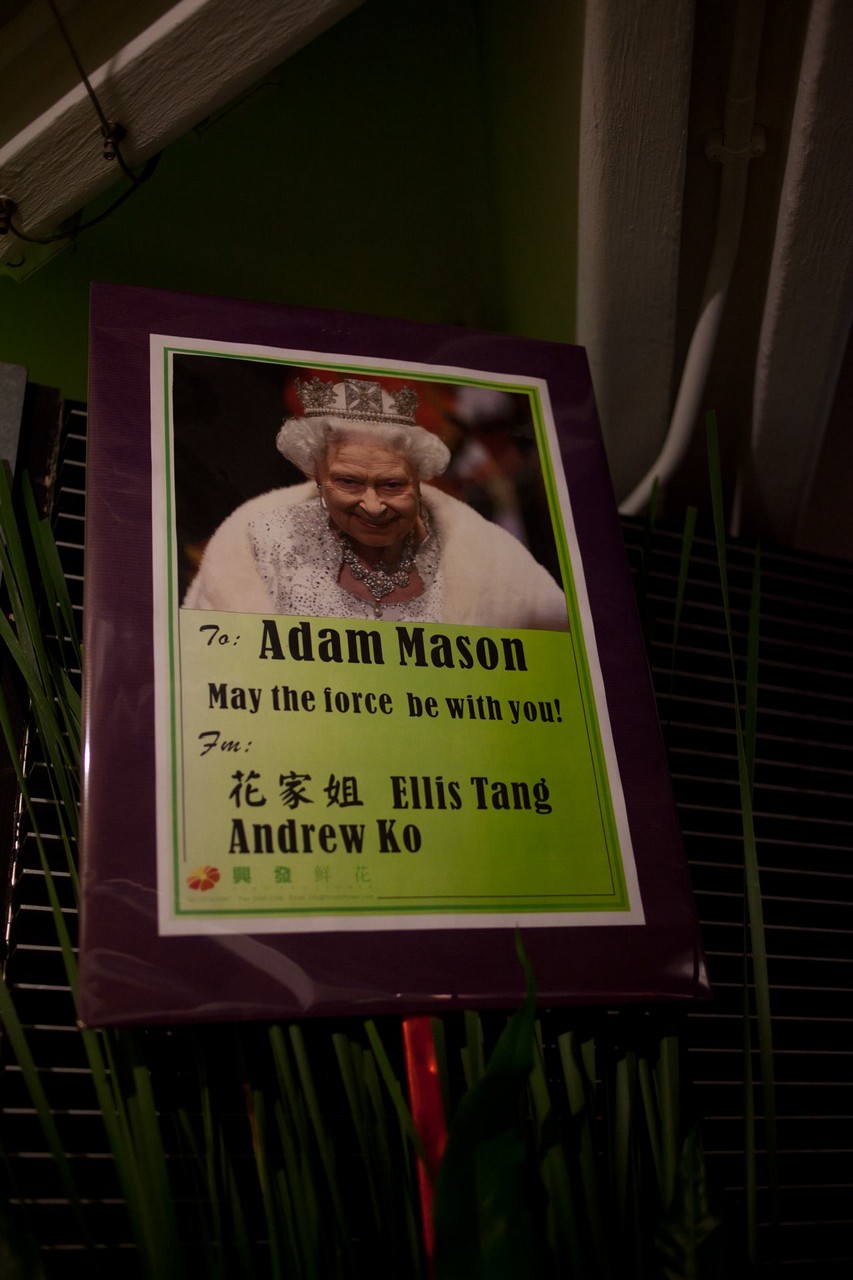 To: Adam Mason
May the force be with you!
Fm:
花家姐 Ellis Tang
Andrew Ko
興發鮮花